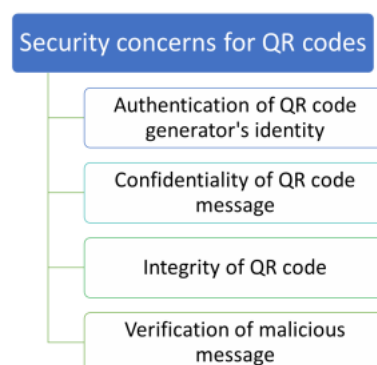 Security concerns for QR codes
Authentication of QR code
generator's identity
Confidentiality of QR code
message
Integrity of QR code
Verification of malicious
message